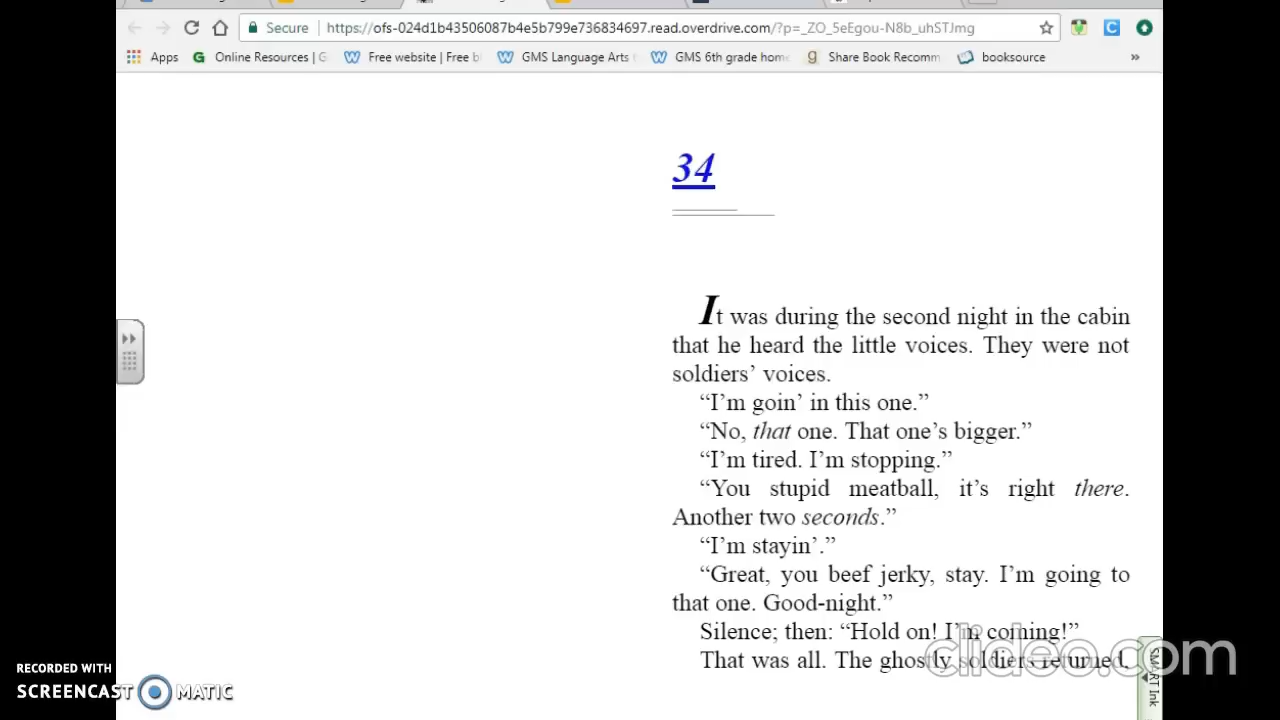 Secure https://ofs-024d1b43506087b4e5b799e736834697.read.overdrive.com/?p=_ZO_5eEgou-N8b_uhSTJmg
Apps Online Resources | G Free website | Free b GMS Language Arts GMS 6th grade hom Share Book Recomm booksource »
34
It was during the second night in the cabin
that he heard the little voices. They were not
soldiers’ voices.
“I’m goin’ in this one.”
“No, that one. That one’s bigger.”
“I’m tired. I’m stopping.”
“You stupid meatball, it’s right there.
Another two seconds.”
“I’m stayin’.”
“Great, you beef jerky, stay. I’m going to
that one. Good-night.”
Silence; then: “Hold on! I’m coming!”
That was all. The ghostly soldiers returned,
clideo.com
SMART Ink
RECORDED WITH
SCREENCAST MATIC